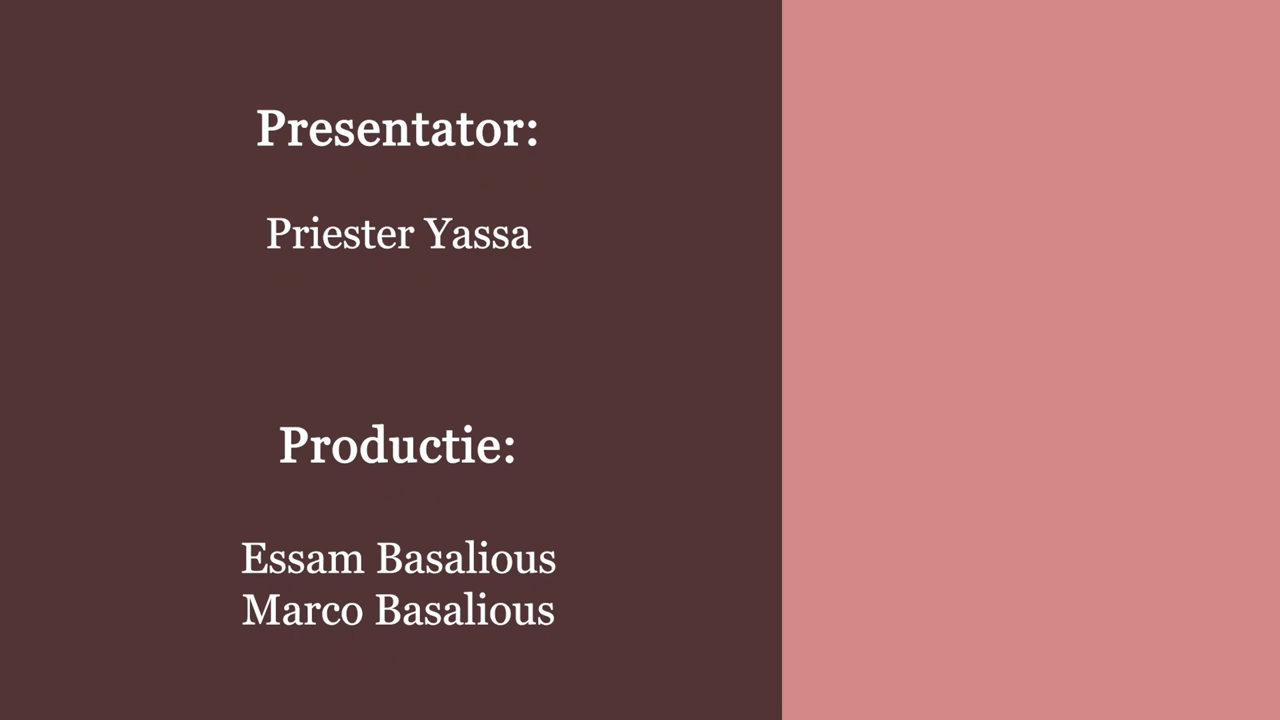 Presentator:
Priester Yassa
Productie:
Essam Basalious
Marco Basalious